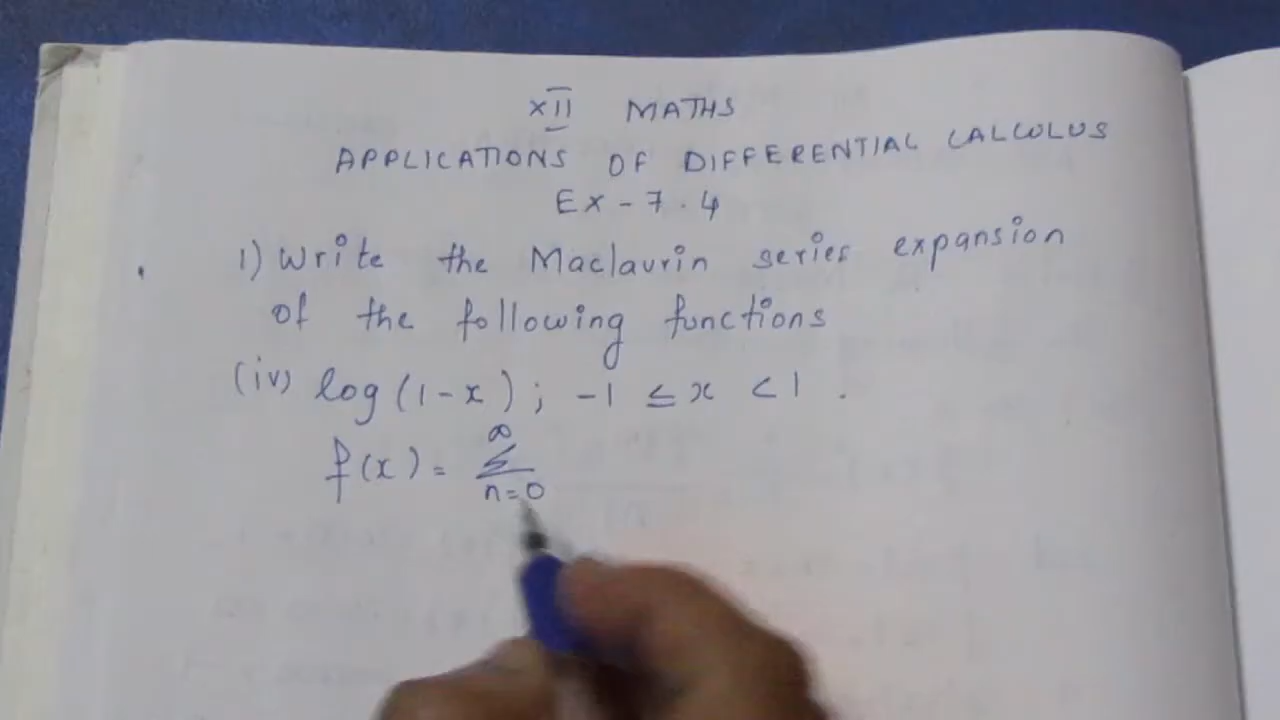 XII MATHS
APPLICATIONS OF DIFFERENTIAL CALCULUS
EX - 7.4
1) Write the Maclaurin series expansion
of the following functions
(iv) log(1-x); -1 ≤ x < 1.
f(x) = ∞ Σ n=0